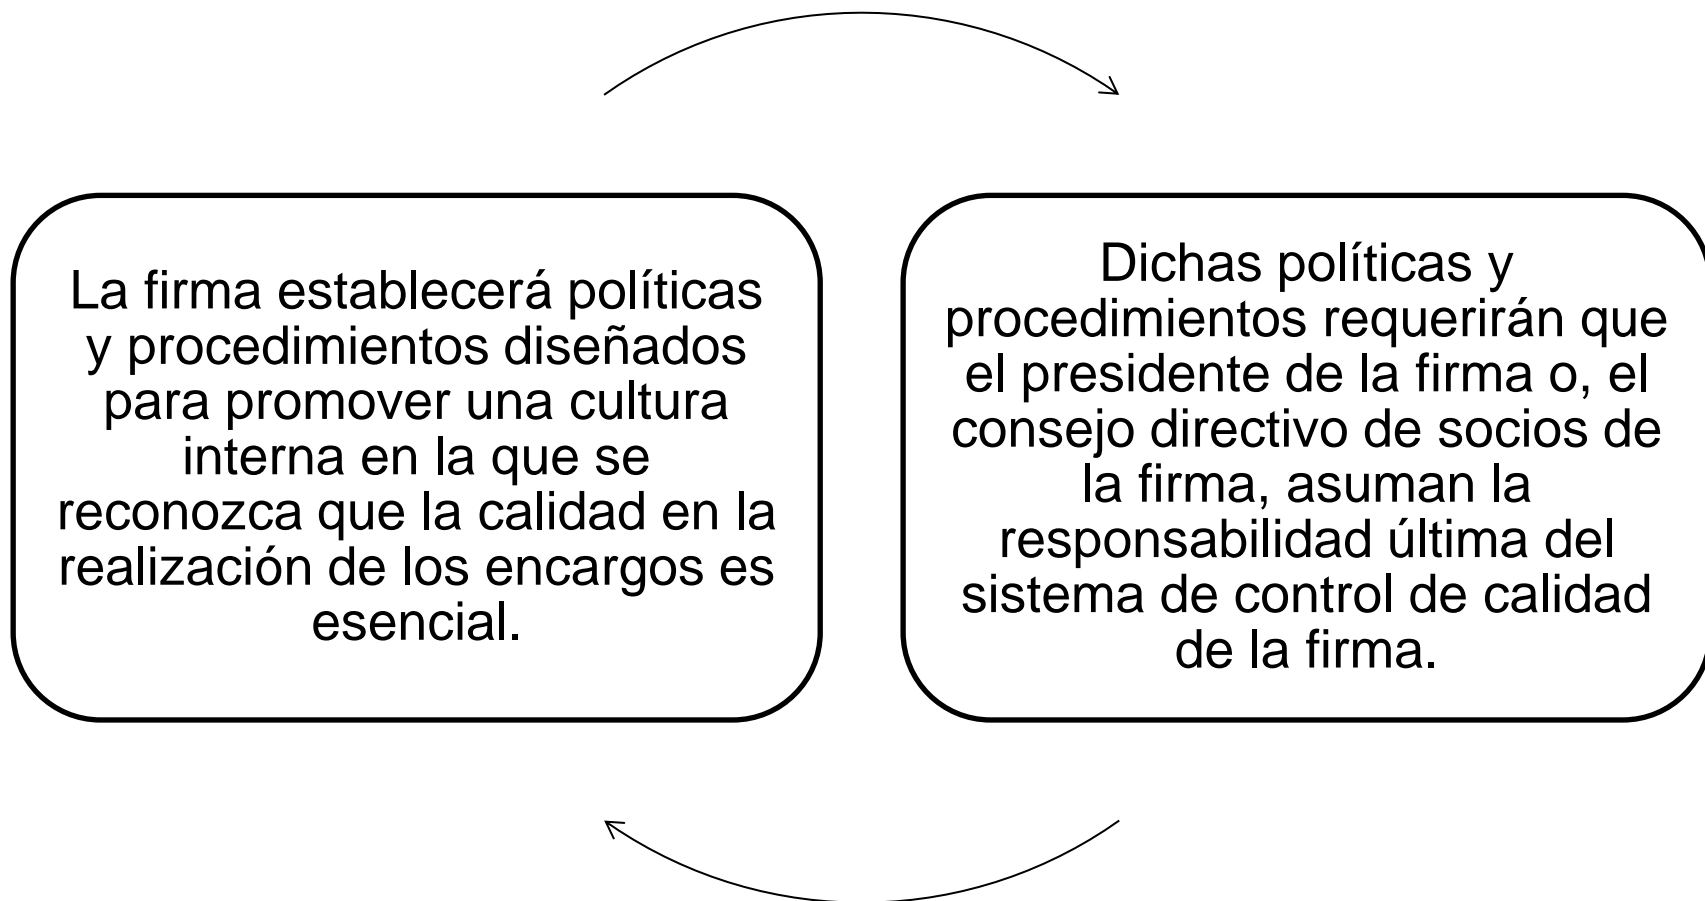 La firma establecerá políticas
y procedimientos diseñados
para promover una cultura
interna en la que se
reconozca que la calidad en la
realización de los encargos es
esencial.
Dichas políticas y
procedimientos requerirán que
el presidente de la firma o, el
consejo directivo de socios de
la firma, asuman la
responsabilidad última del
sistema de control de calidad
de la firma.